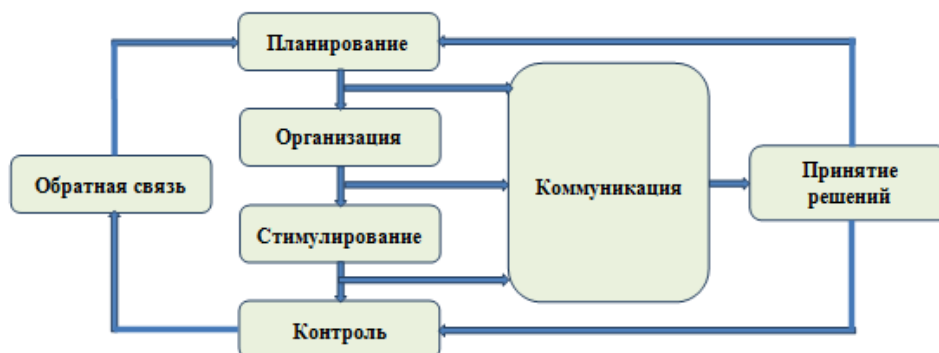 Планирование
Организация
Обратная связь
Коммуникация
Принятие
решений
Стимулирование
Контроль